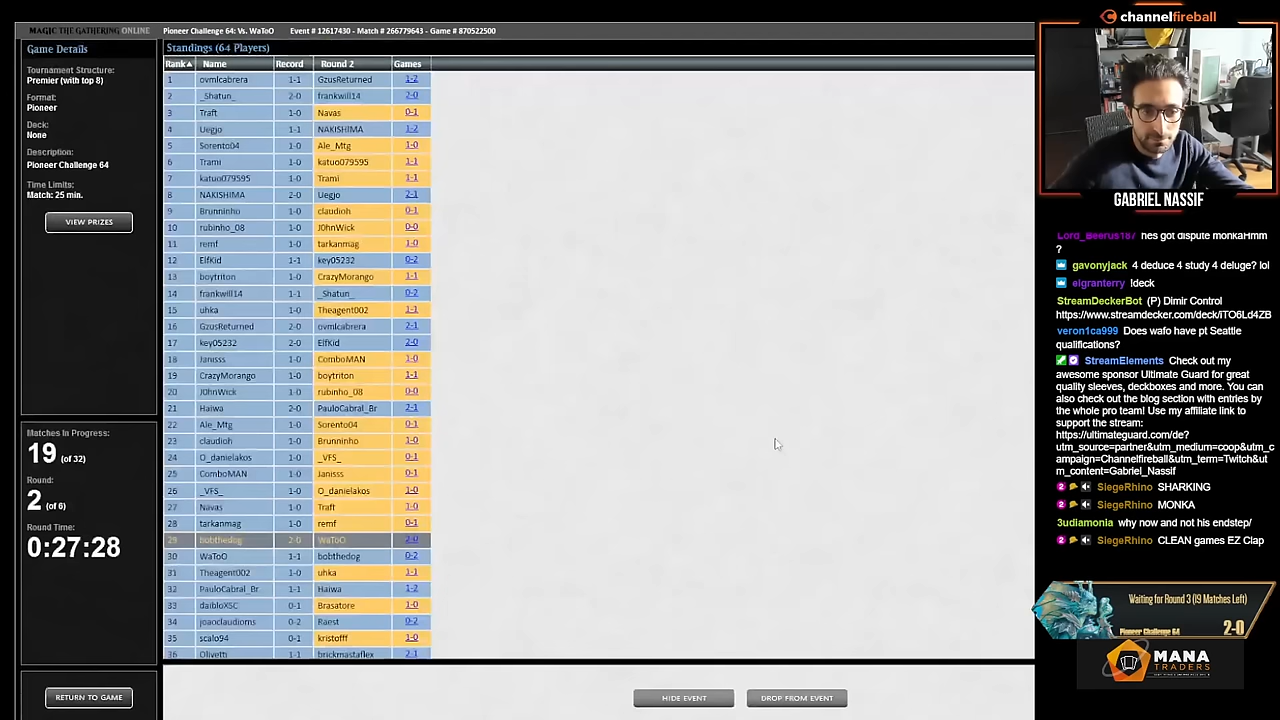 MAGIC THE GATHERING ONLINE Pioneer Challenge 64: Vs. WaToO Event # 12617430 - Match # 266779643 - Game # 870522500
Game Details
Tournament Structure:
Premier (with top 8)
Format:
Pioneer
Deck:
None
Description:
Pioneer Challenge 64
Time Limits:
Match: 25 min.
VIEW PRIZES
Matches In Progress:
19 (of 32)
Round:
2 (of 6)
Round Time:
0:27:28
RETURN TO GAME
Standings (64 Players)
Rank Name Record Round 2 Games
1 ovmlcabrera 1-1 GzusReturned 1-2
2 _Shatun_ 2-0 frankwill14 2-0
3 Traft 1-0 Navas 0-1
4 Uegjo 1-1 NAKISHIMA 1-2
5 Sorento04 1-0 Ale_Mtg 1-0
6 Trami 1-0 katuo079595 1-1
7 katuo079595 1-0 Trami 1-1
8 NAKISHIMA 2-0 Uegjo 2-1
9 Brunninho 1-0 claudioh 0-1
10 rubinho_08 1-0 J0hnWick 0-0
11 remf 1-0 tarkanmag 1-0
12 ElfKid 1-1 key05232 0-2
13 boytriton 1-0 CrazyMorango 1-1
14 frankwill14 1-1 _Shatun_ 0-2
15 uhka 1-0 Theagent002 1-1
16 GzusReturned 2-0 ovmlcabrera 2-1
17 key05232 2-0 ElfKid 2-0
18 Janisss 1-0 ComboMAN 1-0
19 CrazyMorango 1-0 boytriton 1-1
20 J0hnWick 1-0 rubinho_08 0-0
21 Haiwa 2-0 PauloCabral_Br 2-1
22 Ale_Mtg 1-0 Sorento04 0-1
23 claudioh 1-0 Brunninho 1-0
24 O_danielakos 1-0 _VFS_ 0-1
25 ComboMAN 1-0 Janisss 0-1
26 _VFS_ 1-0 O_danielakos 1-0
27 Navas 1-0 Traft 1-0
28 tarkanmag 1-0 remf 0-1
29 bobthedog 2-0 WaToO 2-0
30 WaToO 1-1 bobthedog 0-2
31 Theagent002 1-0 uhka 1-1
32 PauloCabral_Br 1-1 Haiwa 1-2
33 daibloXSC 0-1 Brasatore 1-0
34 joaoclaudioms 0-2 Raest 0-2
35 scalo94 0-1 kristofff 1-0
36 Olivetti 1-1 brickmastaflex 2-1
HIDE EVENT DROP FROM EVENT
channelfireball
GABRIEL NASSIF
Lord_Beerus187 hes got dispute monkaHmm
?
gavonyjack 4 deduce 4 study 4 deluge? lol
elgranterry !deck
StreamDeckerBot (P) Dimir Control
https://www.streamdecker.com/deck/iTO6Ld4ZB
veron1ca999 Does wafo have pt Seattle
qualifications?
StreamElements Check out my
awesome sponsor Ultimate Guard for great
quality sleeves, deckboxes and more. You can
also check out the blog section with entries by
the whole pro team! Use my affiliate link to
support the stream:
https://ultimateguard.com/de?
utm_source=partner&utm_medium=coop&utm_c
ampaign=Channelfireball&utm_term=Twitch&ut
m_content=Gabriel_Nassif
2 SiegeRhino SHARKING
2 SiegeRhino MONKA
3udiamonia why now and not his endstep/
2 SiegeRhino CLEAN games EZ Clap
Waiting for Round 3 (19 Matches Left)
Pioneer Challenge 64 2-0
MANA
TRADERS